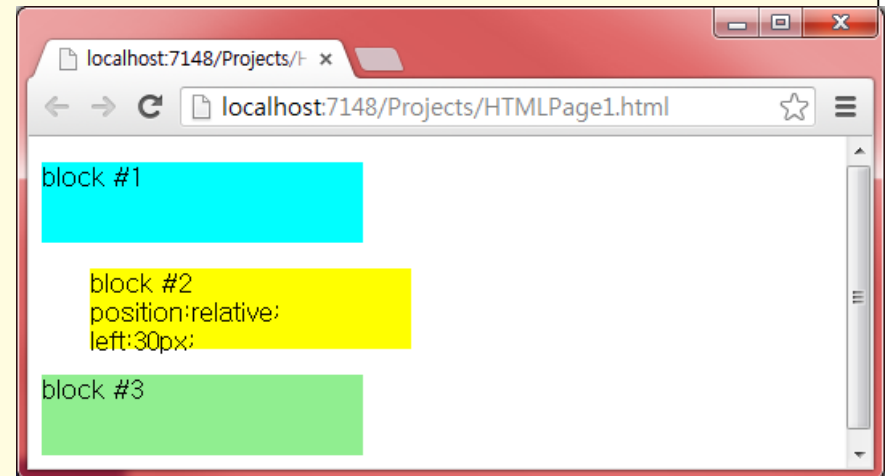 localhost:7148/Projects/H
localhost:7148/Projects/HTMLPage1.html
block #1
block #2
position:relative;
left:30px;
block #3